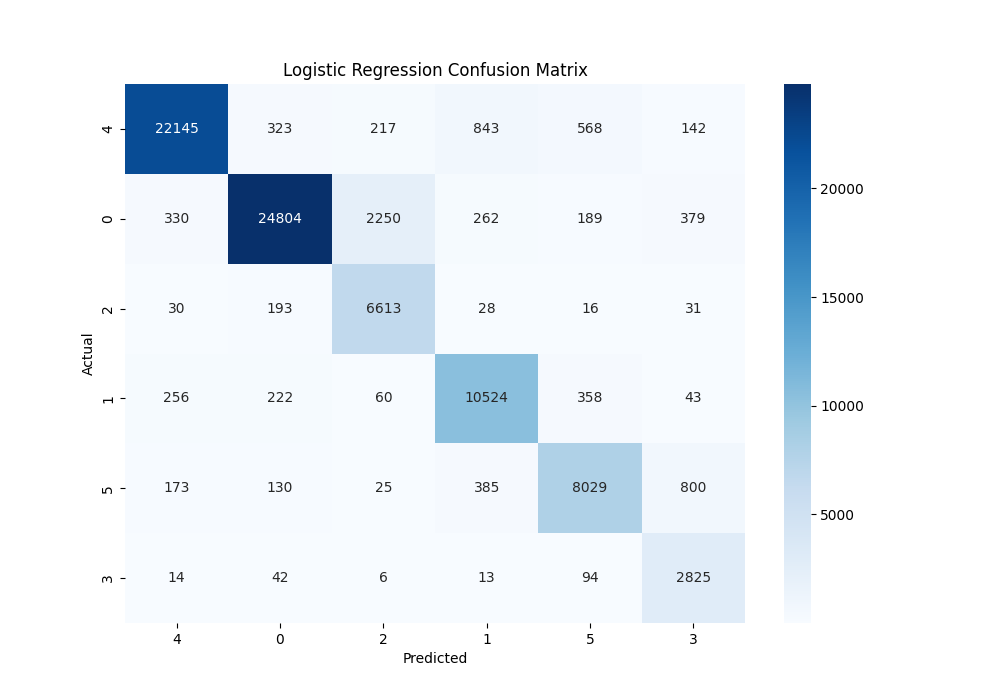 Logistic Regression Confusion Matrix
4 22145 323 217 843 568 142
0 330 24804 2250 262 189 379
2 30 193 6613 28 16 31
1 256 222 60 10524 358 43
5 173 130 25 385 8029 800
3 14 42 6 13 94 2825
4 0 2 1 5 3
Predicted
Actual
20000
15000
10000
5000